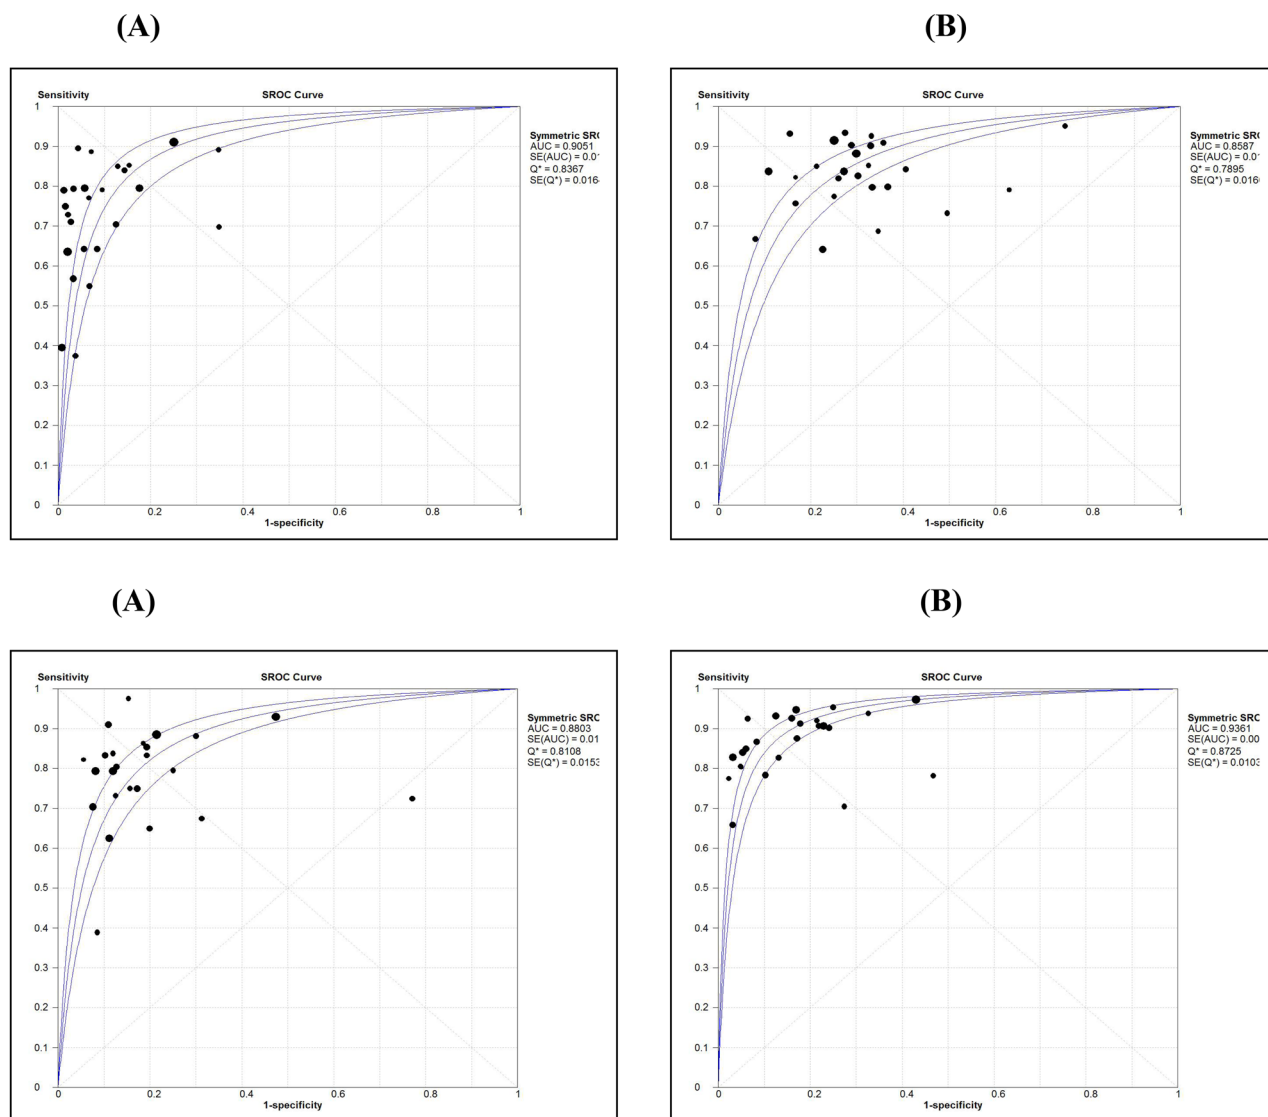 (A)
Sensitivity
SROC Curve
1
0.9
0.8
0.7
0.6
0.5
0.4
0.3
0.2
0.1
0
0 0.2 0.4 0.6 0.8 1
1-specificity
Symmetric SR
AUC = 0.9051
SE(AUC) = 0.0
Q* = 0.8367
SE(Q*) = 0.016
(B)
Sensitivity
SROC Curve
1
0.9
0.8
0.7
0.6
0.5
0.4
0.3
0.2
0.1
0
0 0.2 0.4 0.6 0.8 1
1-specificity
Symmetric SR
AUC = 0.8587
SE(AUC) = 0.0
Q* = 0.7895
SE(Q*) = 0.016
(A)
Sensitivity
SROC Curve
1
0.9
0.8
0.7
0.6
0.5
0.4
0.3
0.2
0.1
0
0 0.2 0.4 0.6 0.8 1
1-specificity
Symmetric SROC
AUC = 0.8803
SE(AUC) = 0.01
Q* = 0.8108
SE(Q*) = 0.0153
(B)
Sensitivity
SROC Curve
1
0.9
0.8
0.7
0.6
0.5
0.4
0.3
0.2
0.1
0
0 0.2 0.4 0.6 0.8 1
1-specificity
Symmetric SROC
AUC = 0.9361
SE(AUC) = 0.00
Q* = 0.8725
SE(Q*) = 0.0103